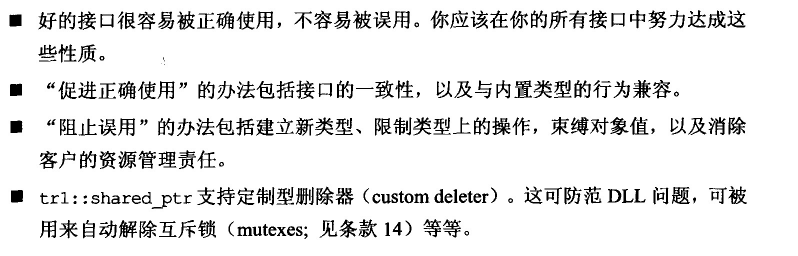 ■ 好的接口很容易被正确使用，不容易被误用。你应该在你的所有接口中努力达成这
些性质。
■ “促进正确使用”的办法包括接口的一致性，以及与内置类型的行为兼容。
■ “阻止误用”的办法包括建立新类型、限制类型上的操作，束缚对象值，以及消除
客户的资源管理责任。
■ tr1::shared_ptr 支持定制型删除器（custom deleter）。这可防范 DLL 问题，可被
用来自动解除互斥锁（mutexes; 见条款 14）等等。